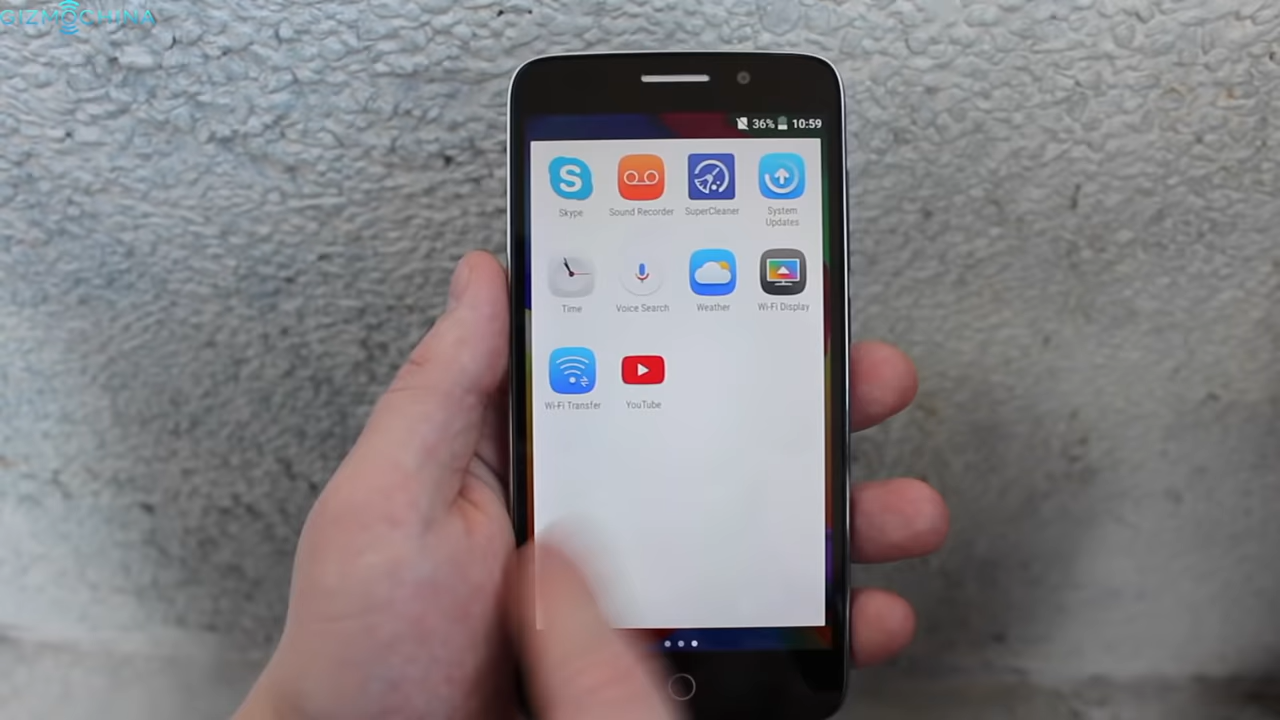 GIZMOCHINA
36% 10:59
Skype Sound Recorder SuperCleaner System Updates
Time Voice Search Weather Wi-Fi Display
Wi-Fi Transfer YouTube